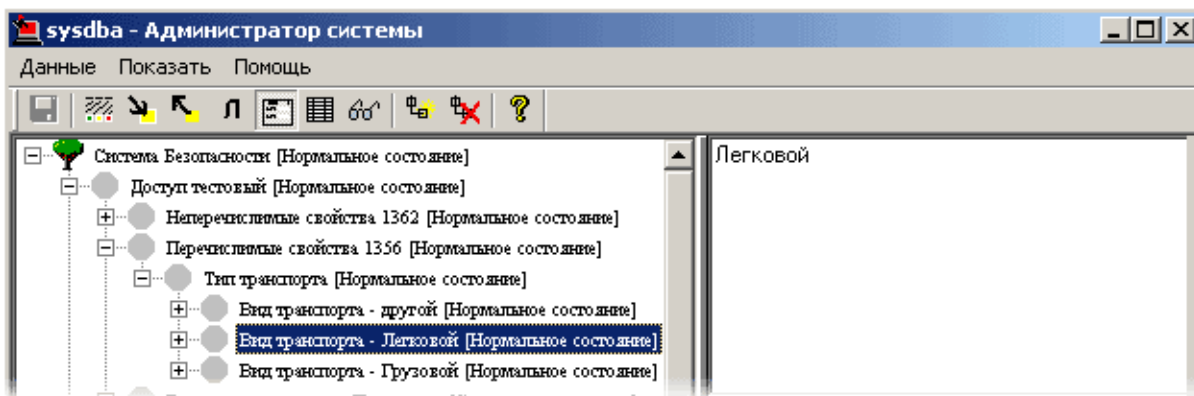 sysdba - Администратор системы
Данные Показать Помощь
Л
Система Безопасности [Нормальное состояние]
Легковой
Доступ тестовый [Нормальное состояние]
Неперечислимые свойства 1362 [Нормальное состояние]
Перечислимые свойства 1356 [Нормальное состояние]
Тип транспорта [Нормальное состояние]
Вид транспорта - другой [Нормальное состояние]
Вид транспорта - Легковой [Нормальное состояние]
Вид транспорта - Грузовой [Нормальное состояние]